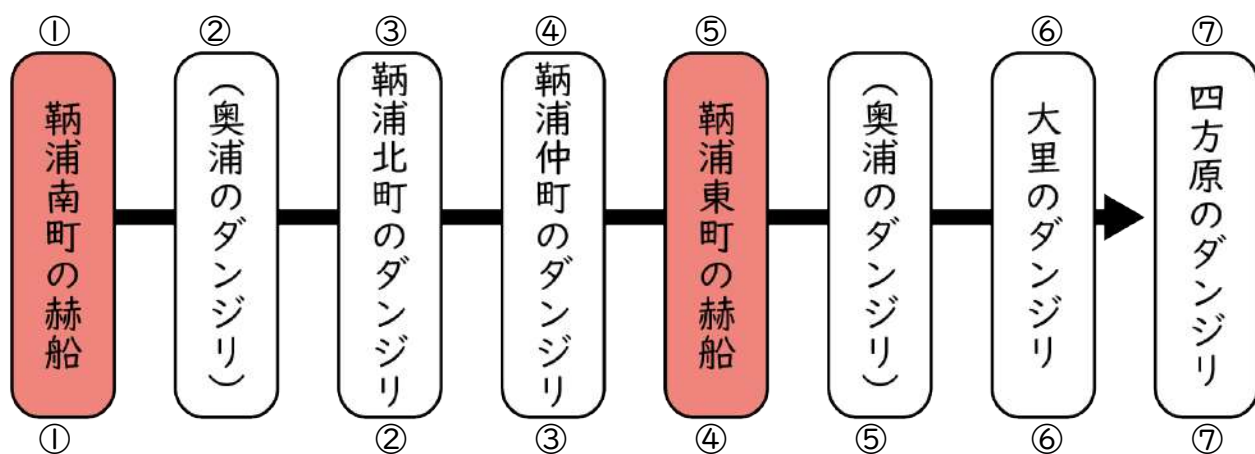 ① ② ③ ④ ⑤ ⑥ ⑦
鞆浦南町の赫船
(奥浦のダンジリ)
鞆浦北町のダンジリ
鞆浦仲町のダンジリ
鞆浦東町の赫船
(奥浦のダンジリ)
大里のダンジリ
四方原のダンジリ
① ② ③ ④ ⑤ ⑥ ⑦